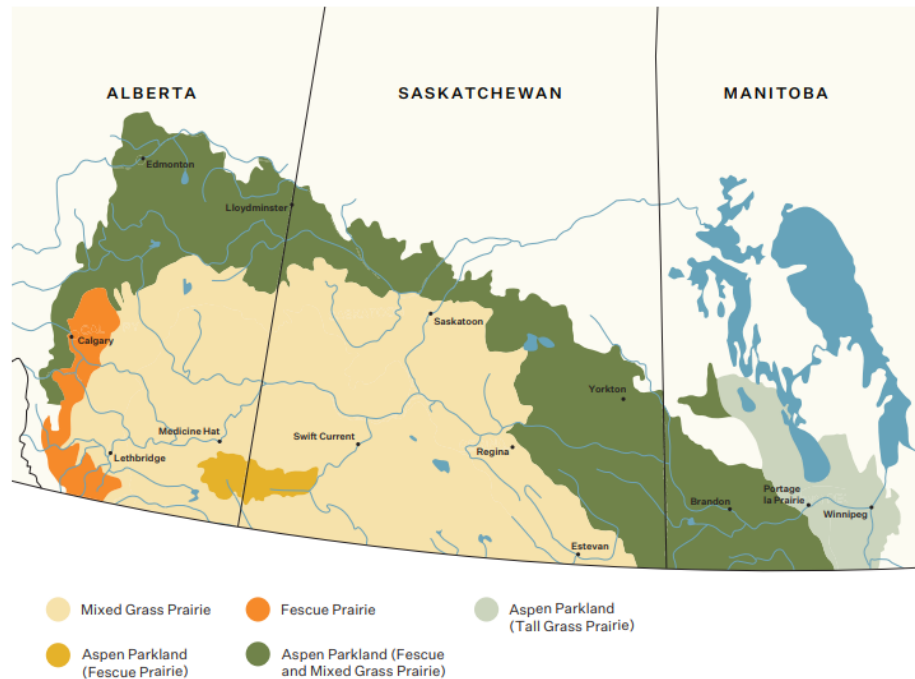 ALBERTA
SASKATCHEWAN
MANITOBA
Edmonton
Lloydminster
Saskatoon
Calgary
Yorkton
Medicine Hat
Swift Current
Regina
Lethbridge
Brandon
Portage
la Prairie
Winnipeg
Estevan
Mixed Grass Prairie
Fescue Prairie
Aspen Parkland
(Tall Grass Prairie)
Aspen Parkland
(Fescue Prairie)
Aspen Parkland (Fescue
and Mixed Grass Prairie)